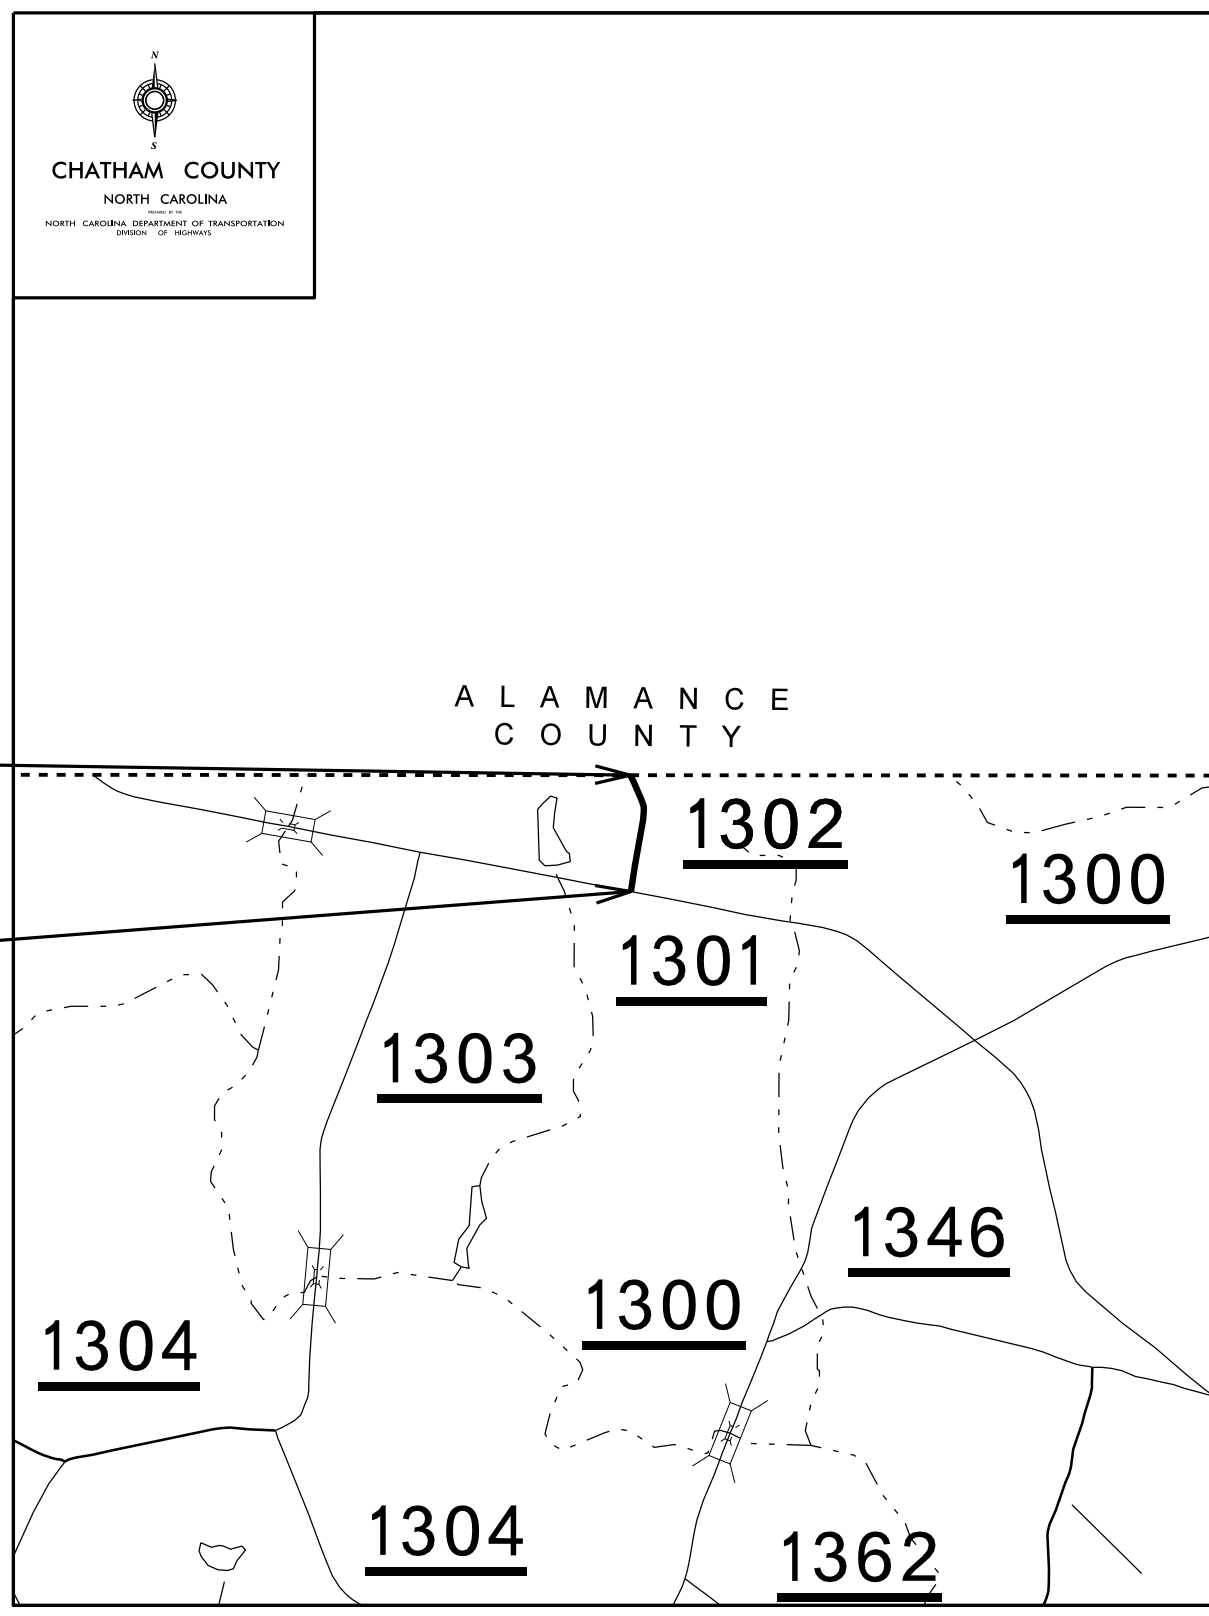 N
S
CHATHAM COUNTY
NORTH CAROLINA
PREPARED BY THE
NORTH CAROLINA DEPARTMENT OF TRANSPORTATION
DIVISION OF HIGHWAYS
ALAMANCE
COUNTY
1302
1300
1301
1303
1346
1300
1304
1304
1362